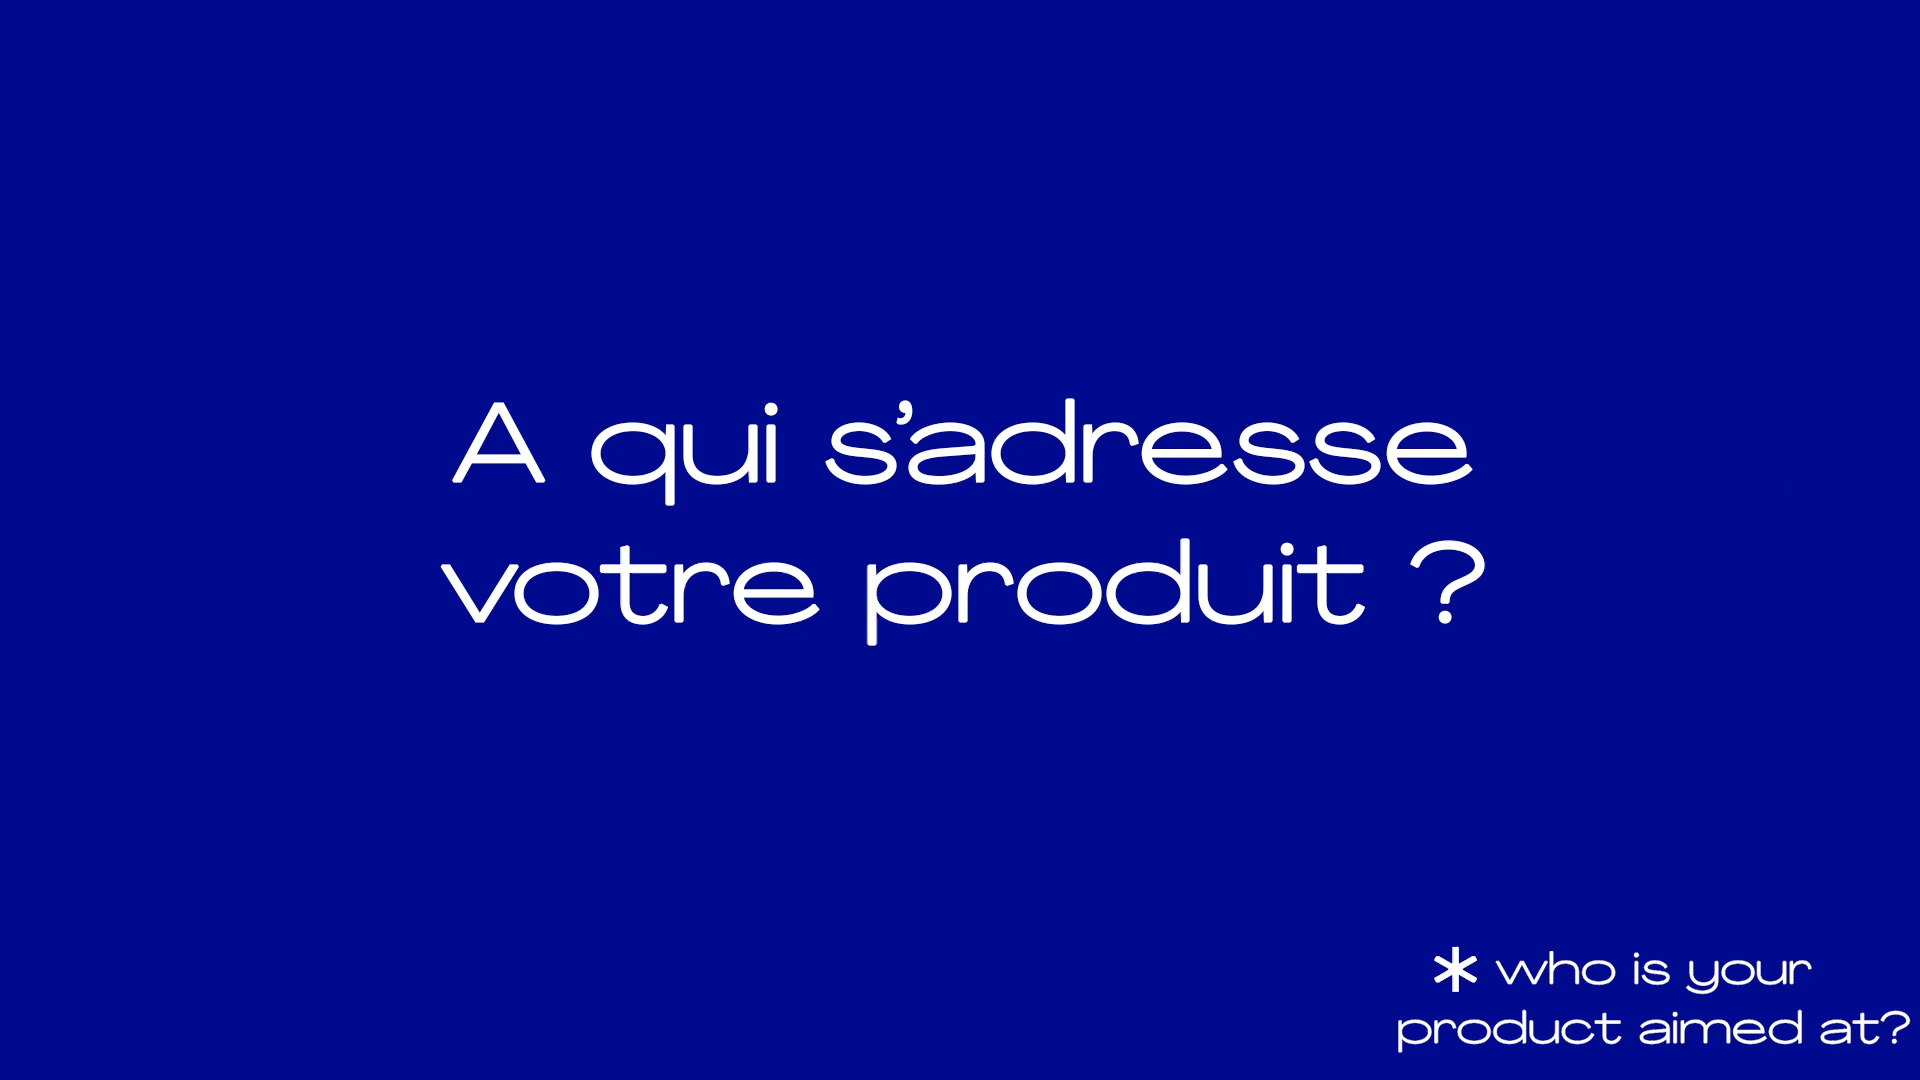 A qui s’adresse
votre produit ?
* who is your
product aimed at?